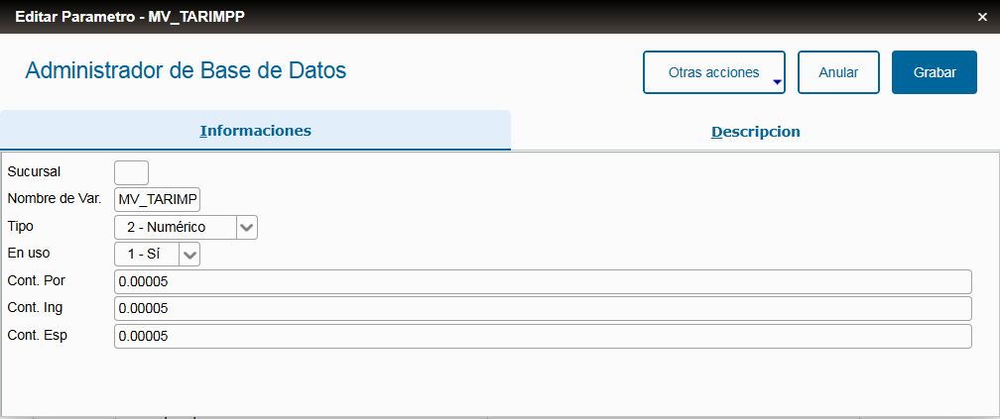 Editar Parametro - MV_TARIMPP
Administrador de Base de Datos
Otras acciones
Anular
Grabar
Informaciones
Descripcion
Sucursal
Nombre de Var. MV_TARIMP
Tipo 2 - Numérico
En uso 1 - Sí
Cont. Por 0.00005
Cont. Ing 0.00005
Cont. Esp 0.00005